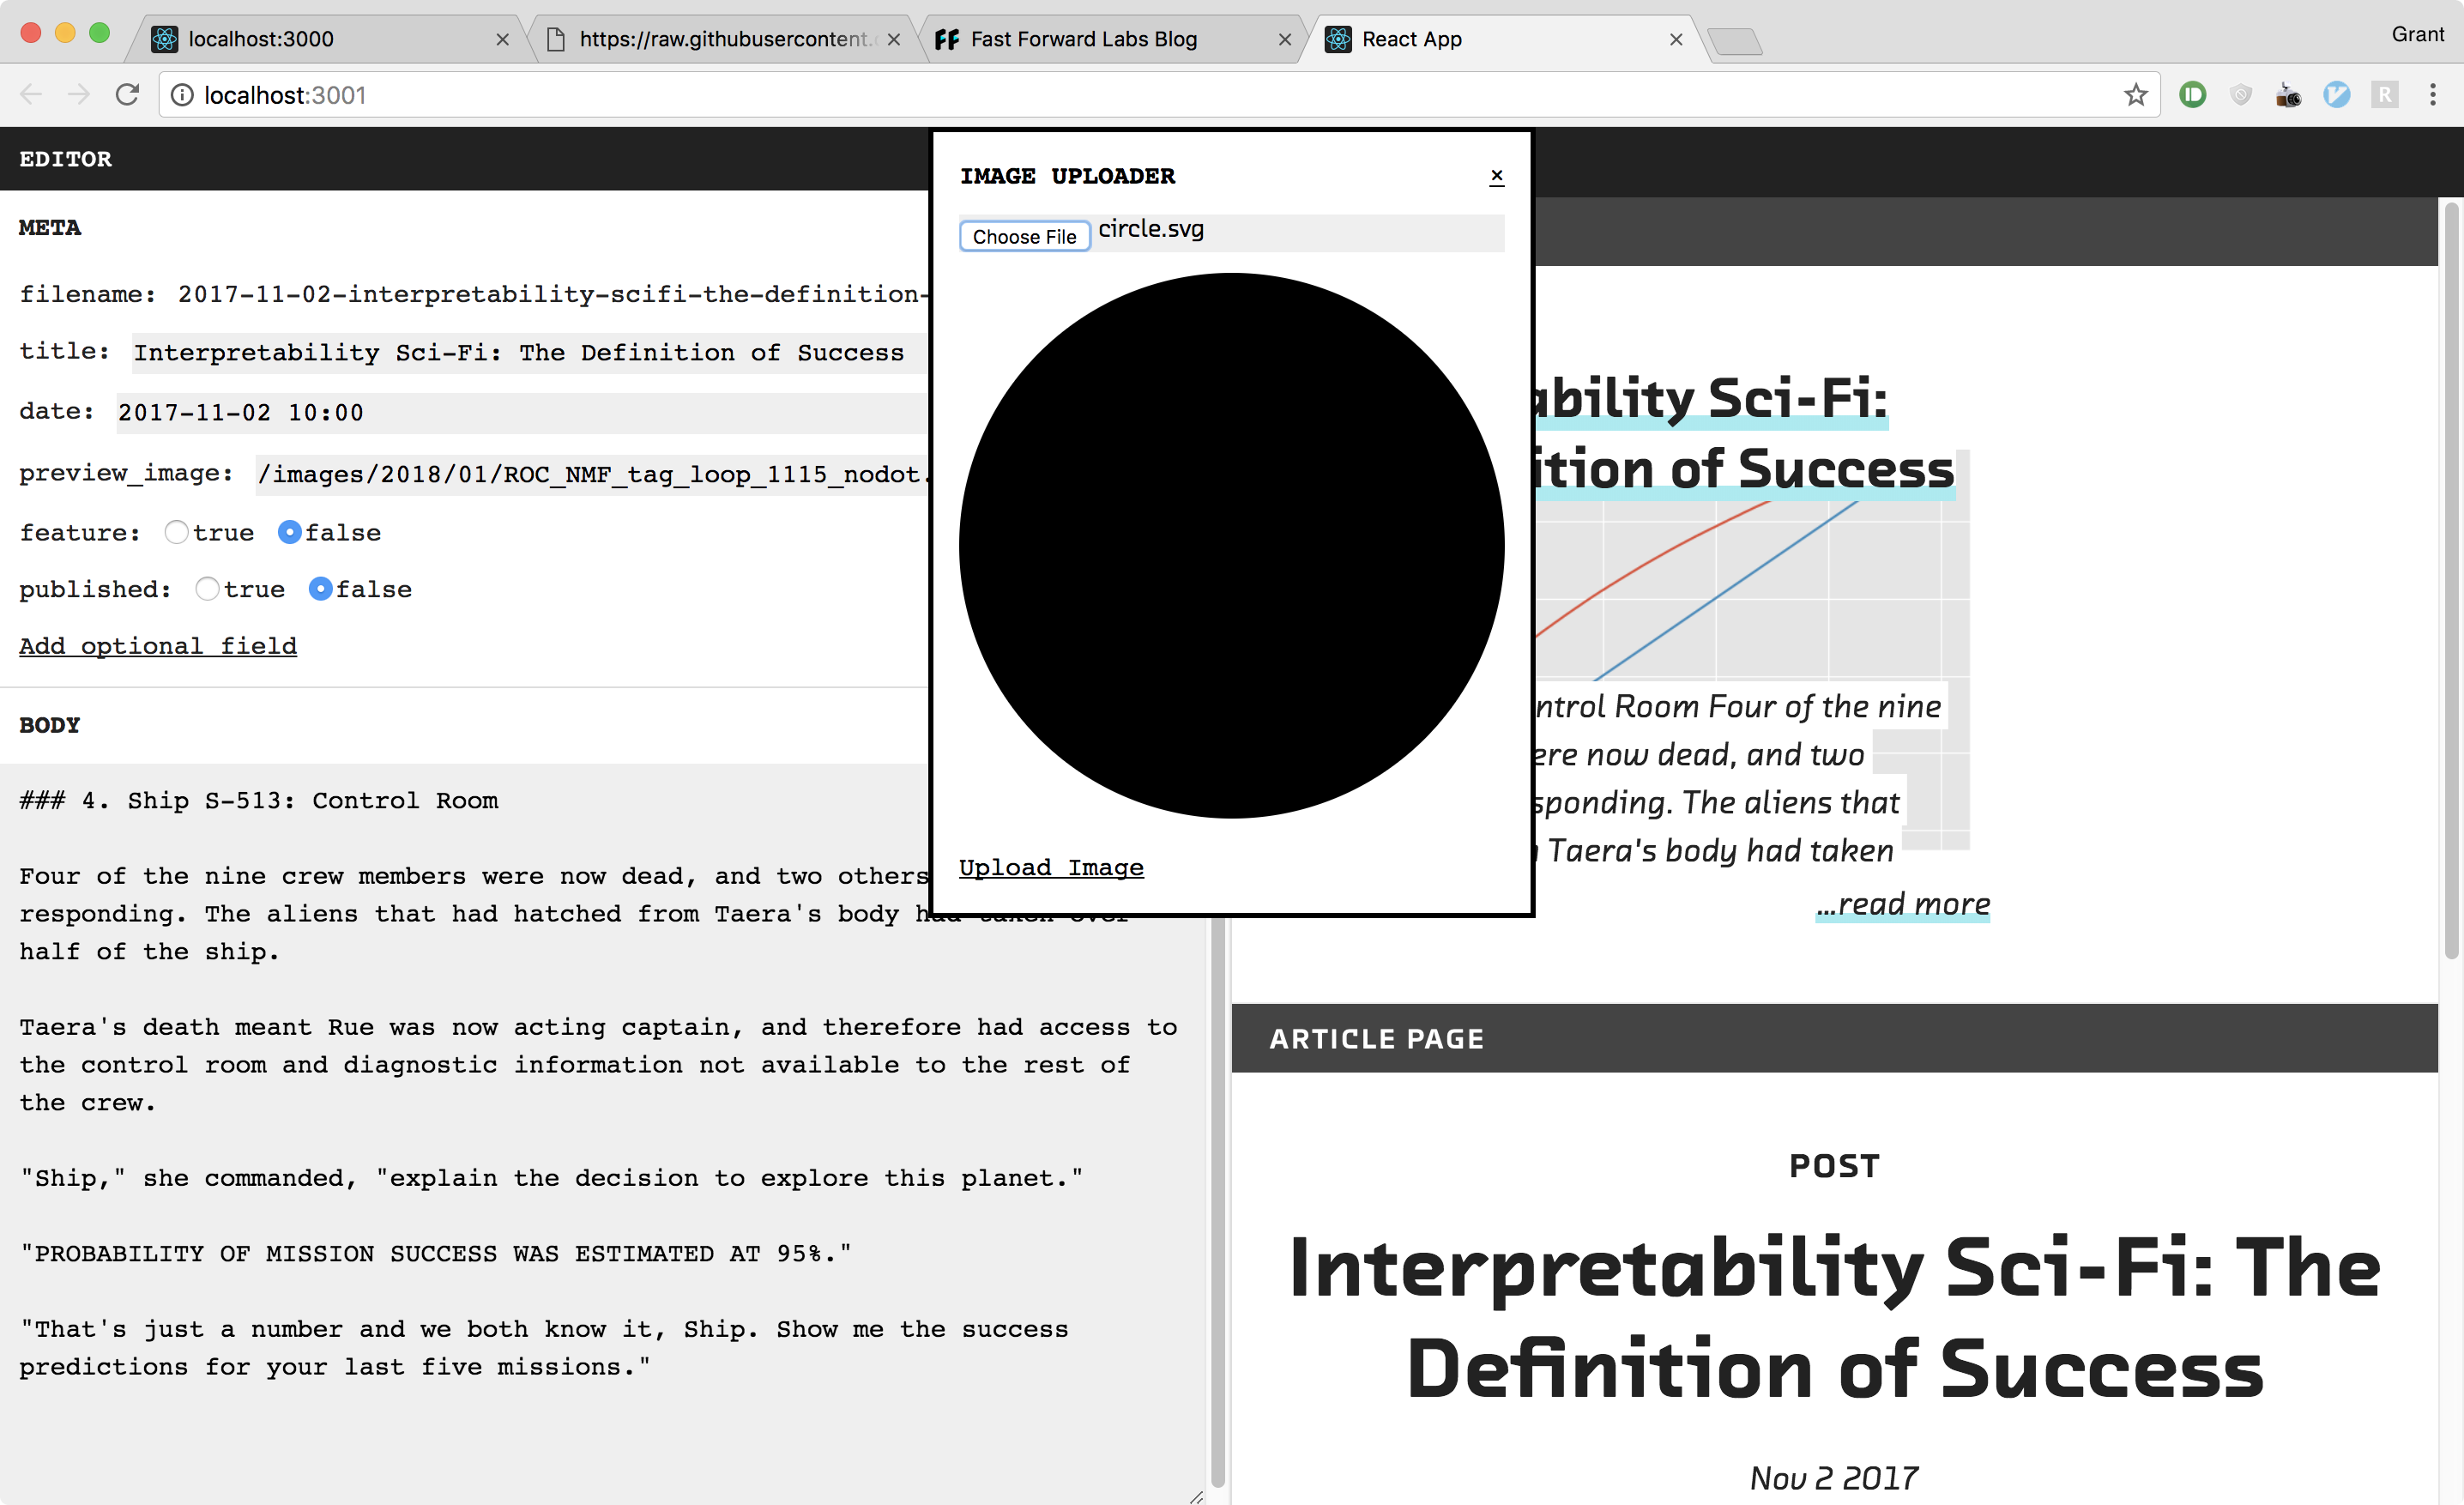 localhost:3000
https://raw.githubusercontent.
Fast Forward Labs Blog
React App
Grant
localhost:3001
EDITOR
META
filename: 2017-11-02-interpretability-scifi-the-definition-
title: Interpretability Sci-Fi: The Definition of Success
date: 2017-11-02 10:00
preview_image: /images/2018/01/ROC_NMF_tag_loop_1115_nodot.
feature: true false
published: true false
Add optional field
BODY
### 4. Ship S-513: Control Room
Four of the nine crew members were now dead, and two others
responding. The aliens that had hatched from Taera's body had taken over
half of the ship.
Taera's death meant Rue was now acting captain, and therefore had access to
the control room and diagnostic information not available to the rest of
the crew.
"Ship," she commanded, "explain the decision to explore this planet."
"PROBABILITY OF MISSION SUCCESS WAS ESTIMATED AT 95%."
"That's just a number and we both know it, Ship. Show me the success
predictions for your last five missions."
IMAGE UPLOADER ×
Choose File circle.svg
Upload Image
ability Sci-Fi:
ition of Success
ntrol Room Four of the nine
ere now dead, and two
sponding. The aliens that
Taera's body had taken
...read more
ARTICLE PAGE
POST
Interpretability Sci-Fi: The
Definition of Success
Nov 2 2017